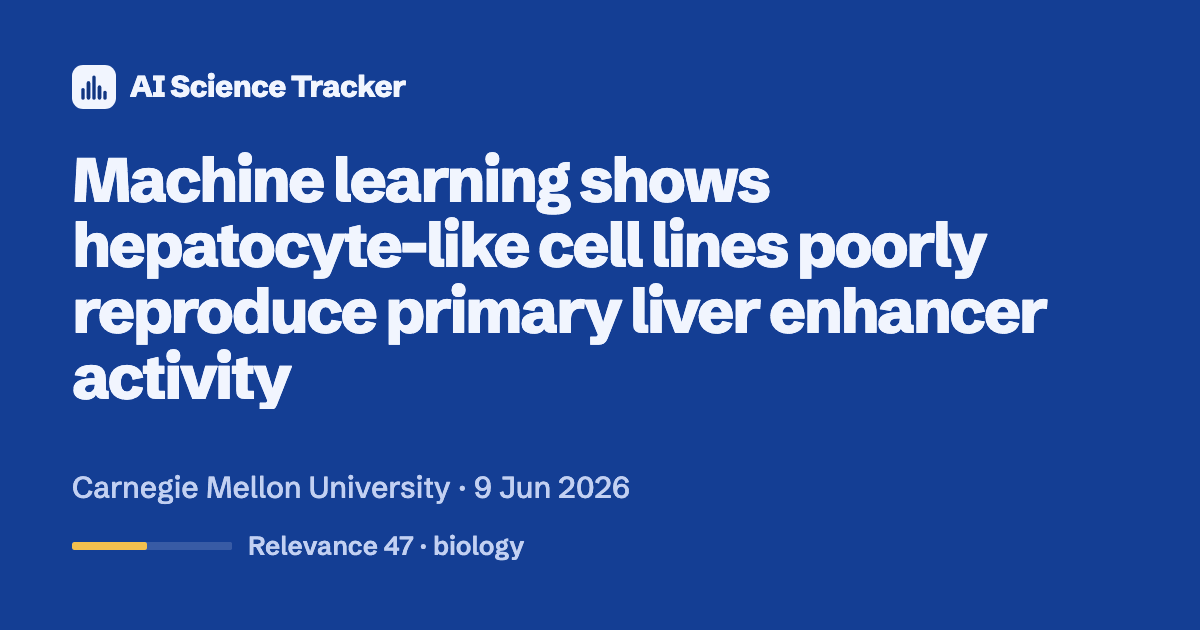 AI Science Tracker
Machine learning shows
hepatocyte-like cell lines poorly
reproduce primary liver enhancer
activity
Carnegie Mellon University · 9 Jun 2026
Relevance 47 · biology